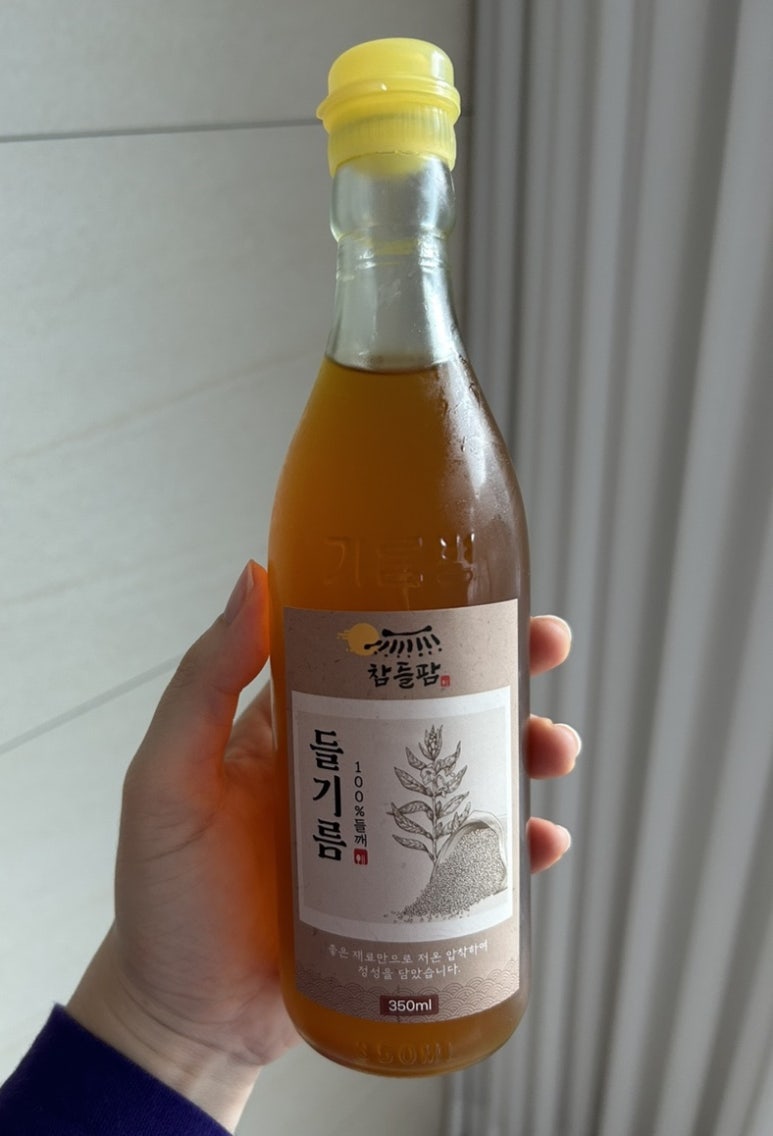 기름병
참들팜
들기름
100%들깨
좋은 재료만으로 저온 압착하여
정성을 담았습니다.
350ml
350Ml